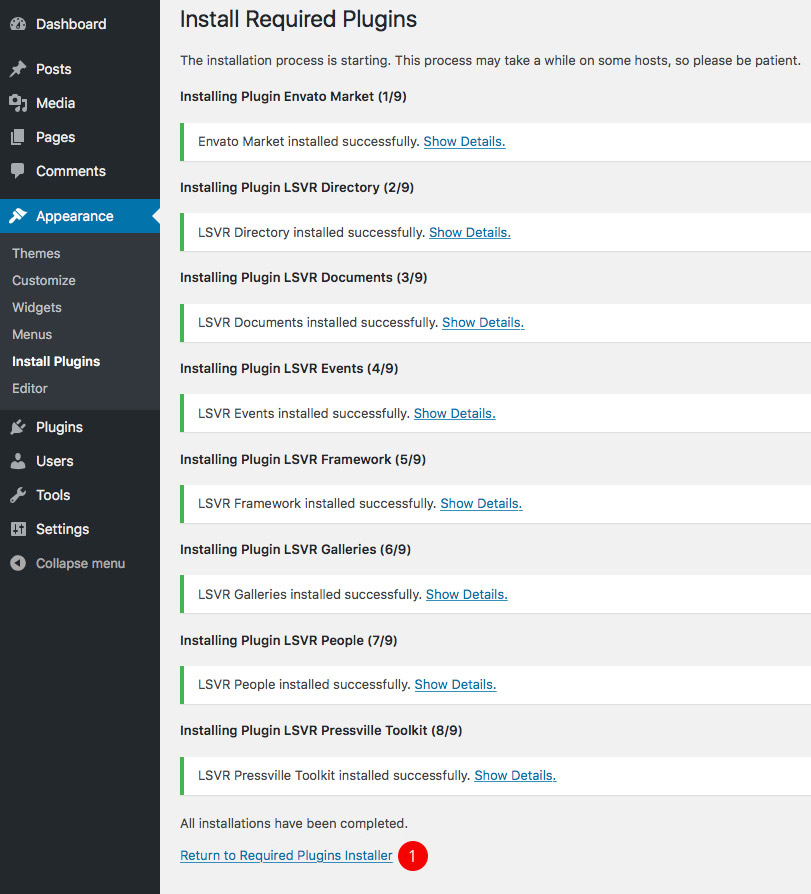 Dashboard
Posts
Media
Pages
Comments
Appearance
Themes
Customize
Widgets
Menus
Install Plugins
Editor
Plugins
Users
Tools
Settings
Collapse menu
Install Required Plugins
The installation process is starting. This process may take a while on some hosts, so please be patient.
Installing Plugin Envato Market (1/9)
Envato Market installed successfully. Show Details.
Installing Plugin LSVR Directory (2/9)
LSVR Directory installed successfully. Show Details.
Installing Plugin LSVR Documents (3/9)
LSVR Documents installed successfully. Show Details.
Installing Plugin LSVR Events (4/9)
LSVR Events installed successfully. Show Details.
Installing Plugin LSVR Framework (5/9)
LSVR Framework installed successfully. Show Details.
Installing Plugin LSVR Galleries (6/9)
LSVR Galleries installed successfully. Show Details.
Installing Plugin LSVR People (7/9)
LSVR People installed successfully. Show Details.
Installing Plugin LSVR Pressville Toolkit (8/9)
LSVR Pressville Toolkit installed successfully. Show Details.
All installations have been completed.
Return to Required Plugins Installer 1